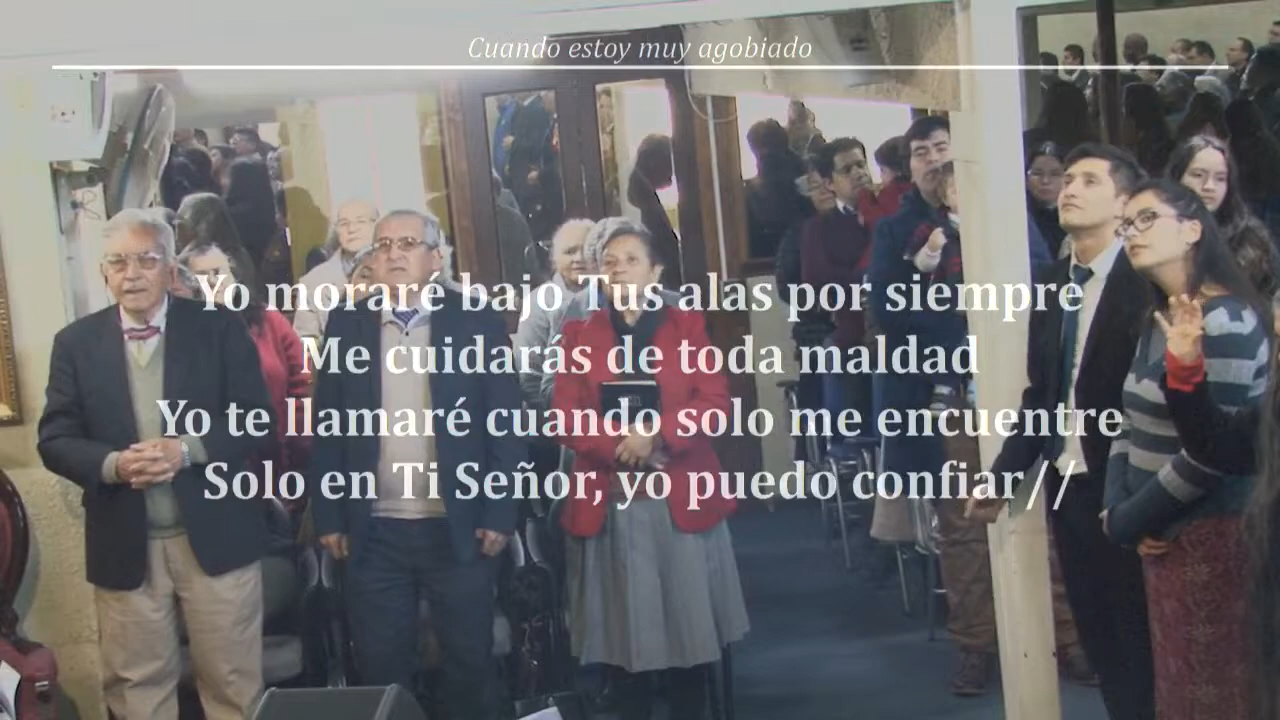 Cuando estoy muy agobiado
Yo moraré bajo Tus alas por siempre
Me cuidarás de toda maldad
Yo te llamaré cuando solo me encuentre
Solo en Ti Señor, yo puedo confiar//